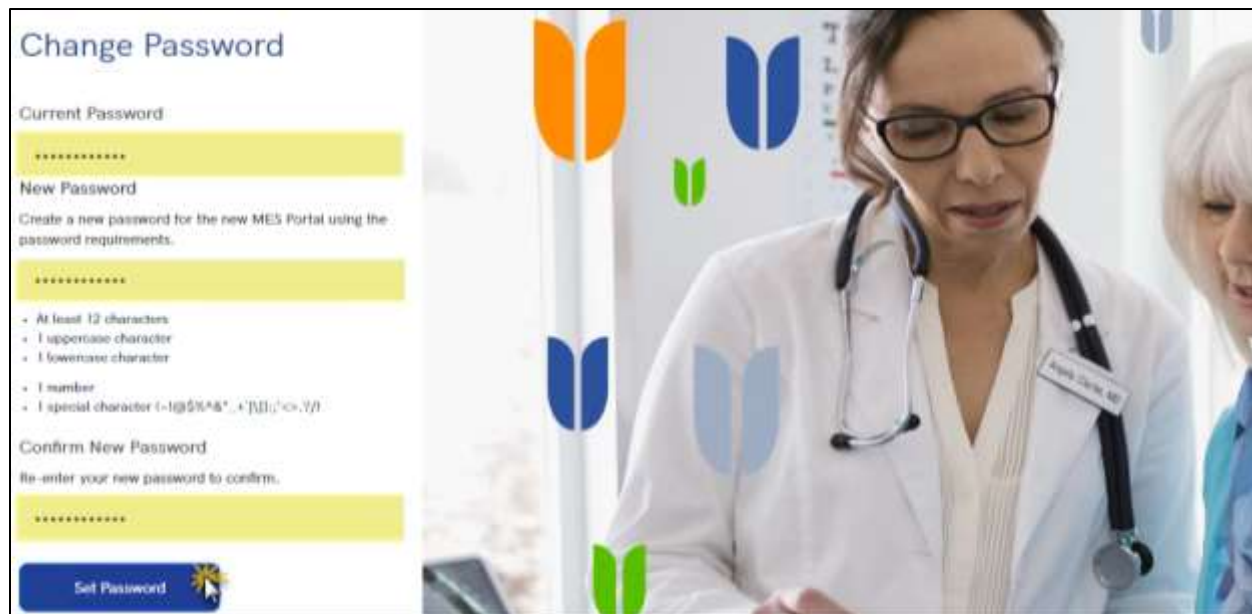 Change Password
Current Password
************
New Password
Create a new password for the new MES Portal using the
password requirements.
************
• At least 12 characters
• 1 uppercase character
• 1 lowercase character
• 1 number
• 1 special character
Confirm New Password
Re-enter your new password to confirm.
************
Set Password